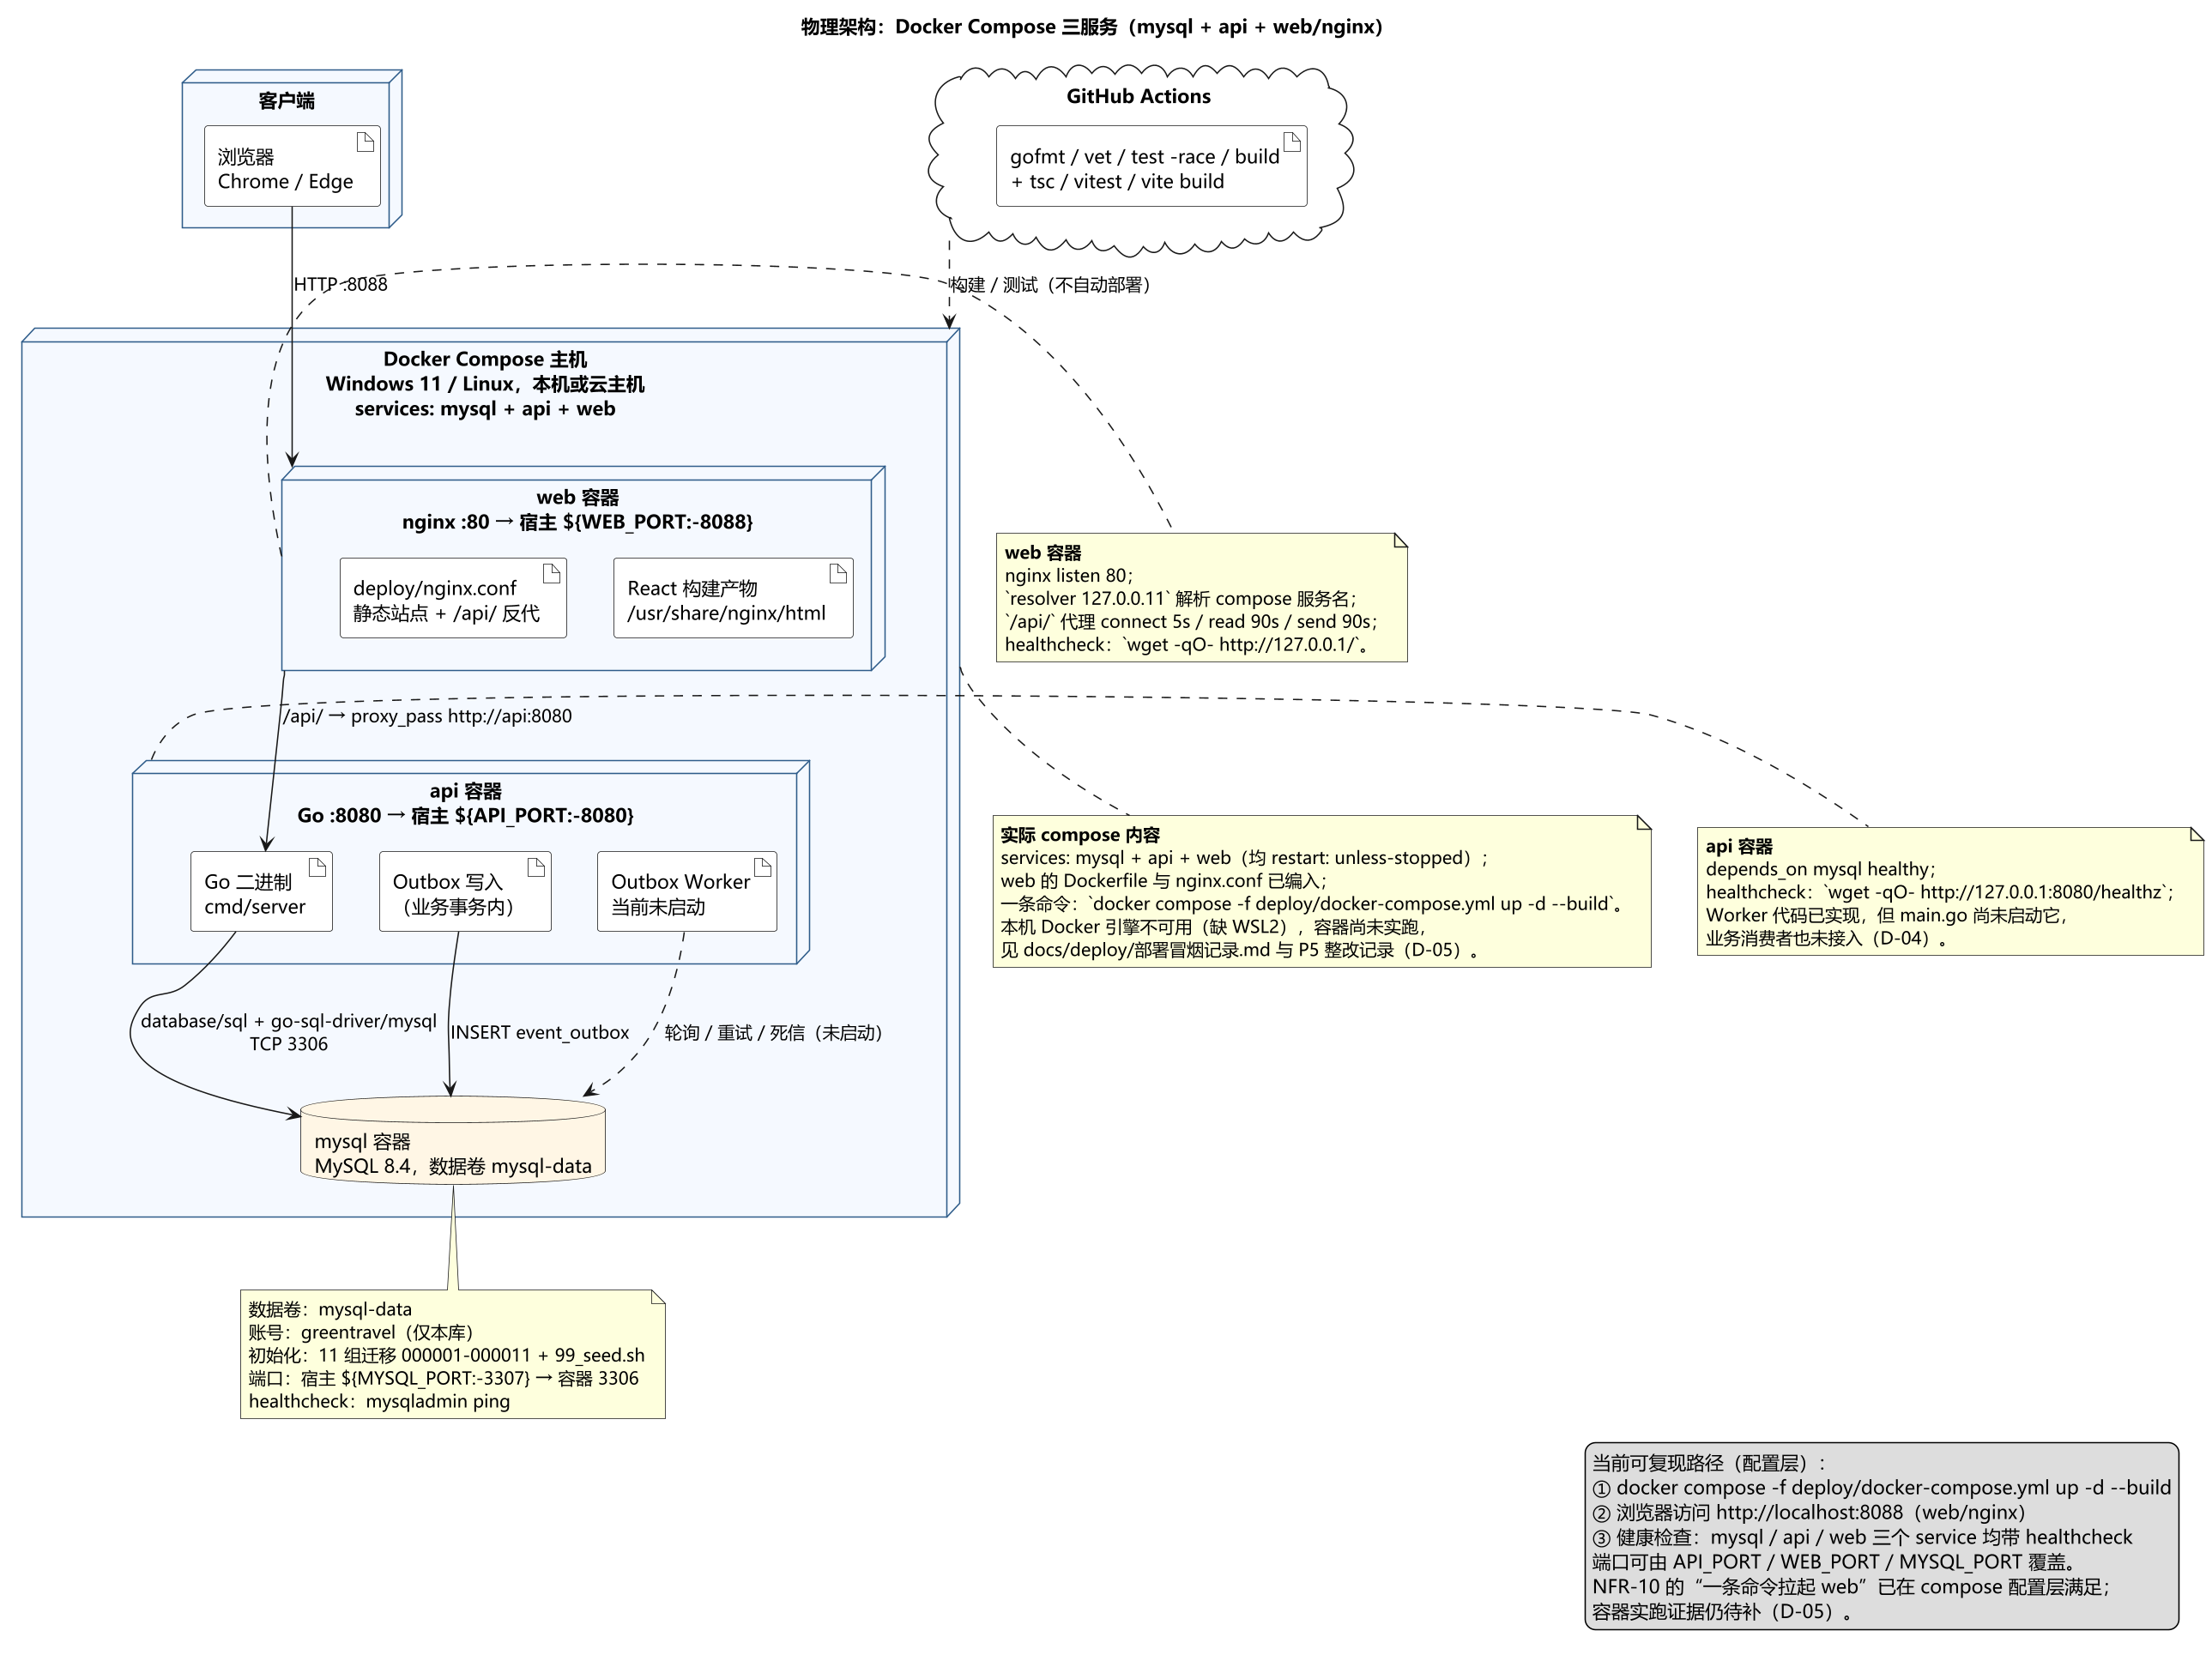 物理架构：Docker Compose 三服务（mysql + api + web/nginx）
客户端
浏览器
Chrome / Edge
GitHub Actions
gofmt / vet / test -race / build
+ tsc / vitest / vite build
HTTP :8088
构建 / 测试（不自动部署）
Docker Compose 主机
Windows 11 / Linux，本机或云主机
services: mysql + api + web
web 容器
nginx :80 → 宿主 ${WEB_PORT:-8088}
deploy/nginx.conf
静态站点 + /api/ 反代
React 构建产物
/usr/share/nginx/html
web 容器
nginx listen 80；
`resolver 127.0.0.11` 解析 compose 服务名；
`/api/` 代理 connect 5s / read 90s / send 90s；
healthcheck：`wget -qO- http://127.0.0.1/`。
/api/ → proxy_pass http://api:8080
api 容器
Go :8080 → 宿主 ${API_PORT:-8080}
Go 二进制
cmd/server
Outbox 写入
（业务事务内）
Outbox Worker
当前未启动
实际 compose 内容
services: mysql + api + web（均 restart: unless-stopped）；
web 的 Dockerfile 与 nginx.conf 已编入；
一条命令：`docker compose -f deploy/docker-compose.yml up -d --build`。
本机 Docker 引擎不可用（缺 WSL2），容器尚未实跑，
见 docs/deploy/部署冒烟记录.md 与 P5 整改记录（D-05）。
api 容器
depends_on mysql healthy；
healthcheck：`wget -qO- http://127.0.0.1:8080/healthz`；
Worker 代码已实现，但 main.go 尚未启动它，
业务消费者也未接入（D-04）。
database/sql + go-sql-driver/mysql
TCP 3306
INSERT event_outbox
轮询 / 重试 / 死信（未启动）
mysql 容器
MySQL 8.4，数据卷 mysql-data
数据卷：mysql-data
账号：greentravel（仅本库）
初始化：11 组迁移 000001-000011 + 99_seed.sh
端口：宿主 ${MYSQL_PORT:-3307} → 容器 3306
healthcheck：mysqladmin ping
当前可复现路径（配置层）：
① docker compose -f deploy/docker-compose.yml up -d --build
② 浏览器访问 http://localhost:8088（web/nginx）
③ 健康检查：mysql / api / web 三个 service 均带 healthcheck
端口可由 API_PORT / WEB_PORT / MYSQL_PORT 覆盖。
NFR-10 的“一条命令拉起 web”已在 compose 配置层满足；
容器实跑证据仍待补（D-05）。